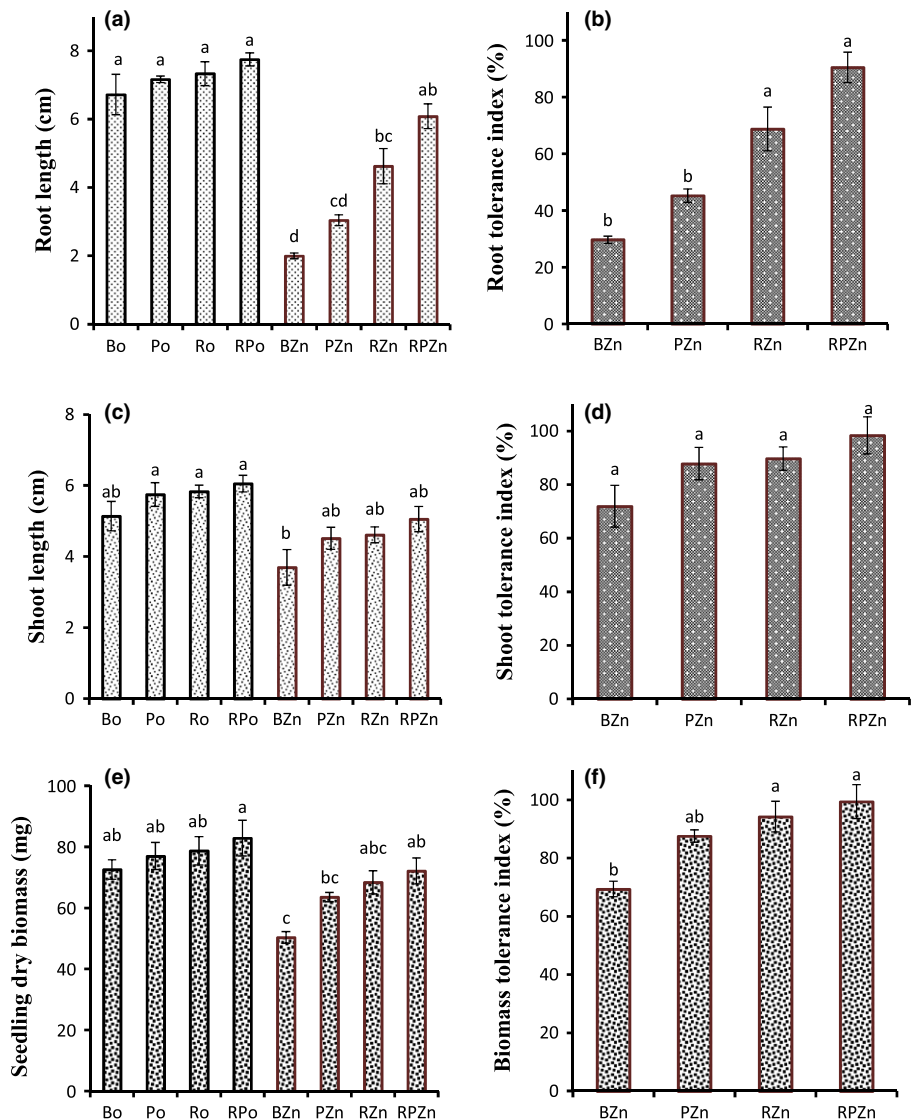 (a)
Root length (cm)
8
6
4
2
0
a
a
a
a
d
cd
bc
ab
Bo Po Ro RPo BZn PZn RZn RPZn
(b)
Root tolerance index (%)
100
80
60
40
20
0
b
b
a
a
BZn PZn RZn RPZn
(c)
Shoot length (cm)
8
6
4
2
0
ab
a
a
a
b
ab
ab
ab
Bo Po Ro RPo BZn PZn RZn RPZn
(d)
Shoot tolerance index (%)
100
80
60
40
20
0
a
a
a
a
BZn PZn RZn RPZn
(e)
Seedling dry biomass (mg)
100
80
60
40
20
0
ab
ab
ab
a
c
bc
abc
ab
Bo Po Ro RPo BZn PZn RZn RPZn
(f)
Biomass tolerance index (%)
100
80
60
40
20
0
b
ab
a
a
BZn PZn RZn RPZn